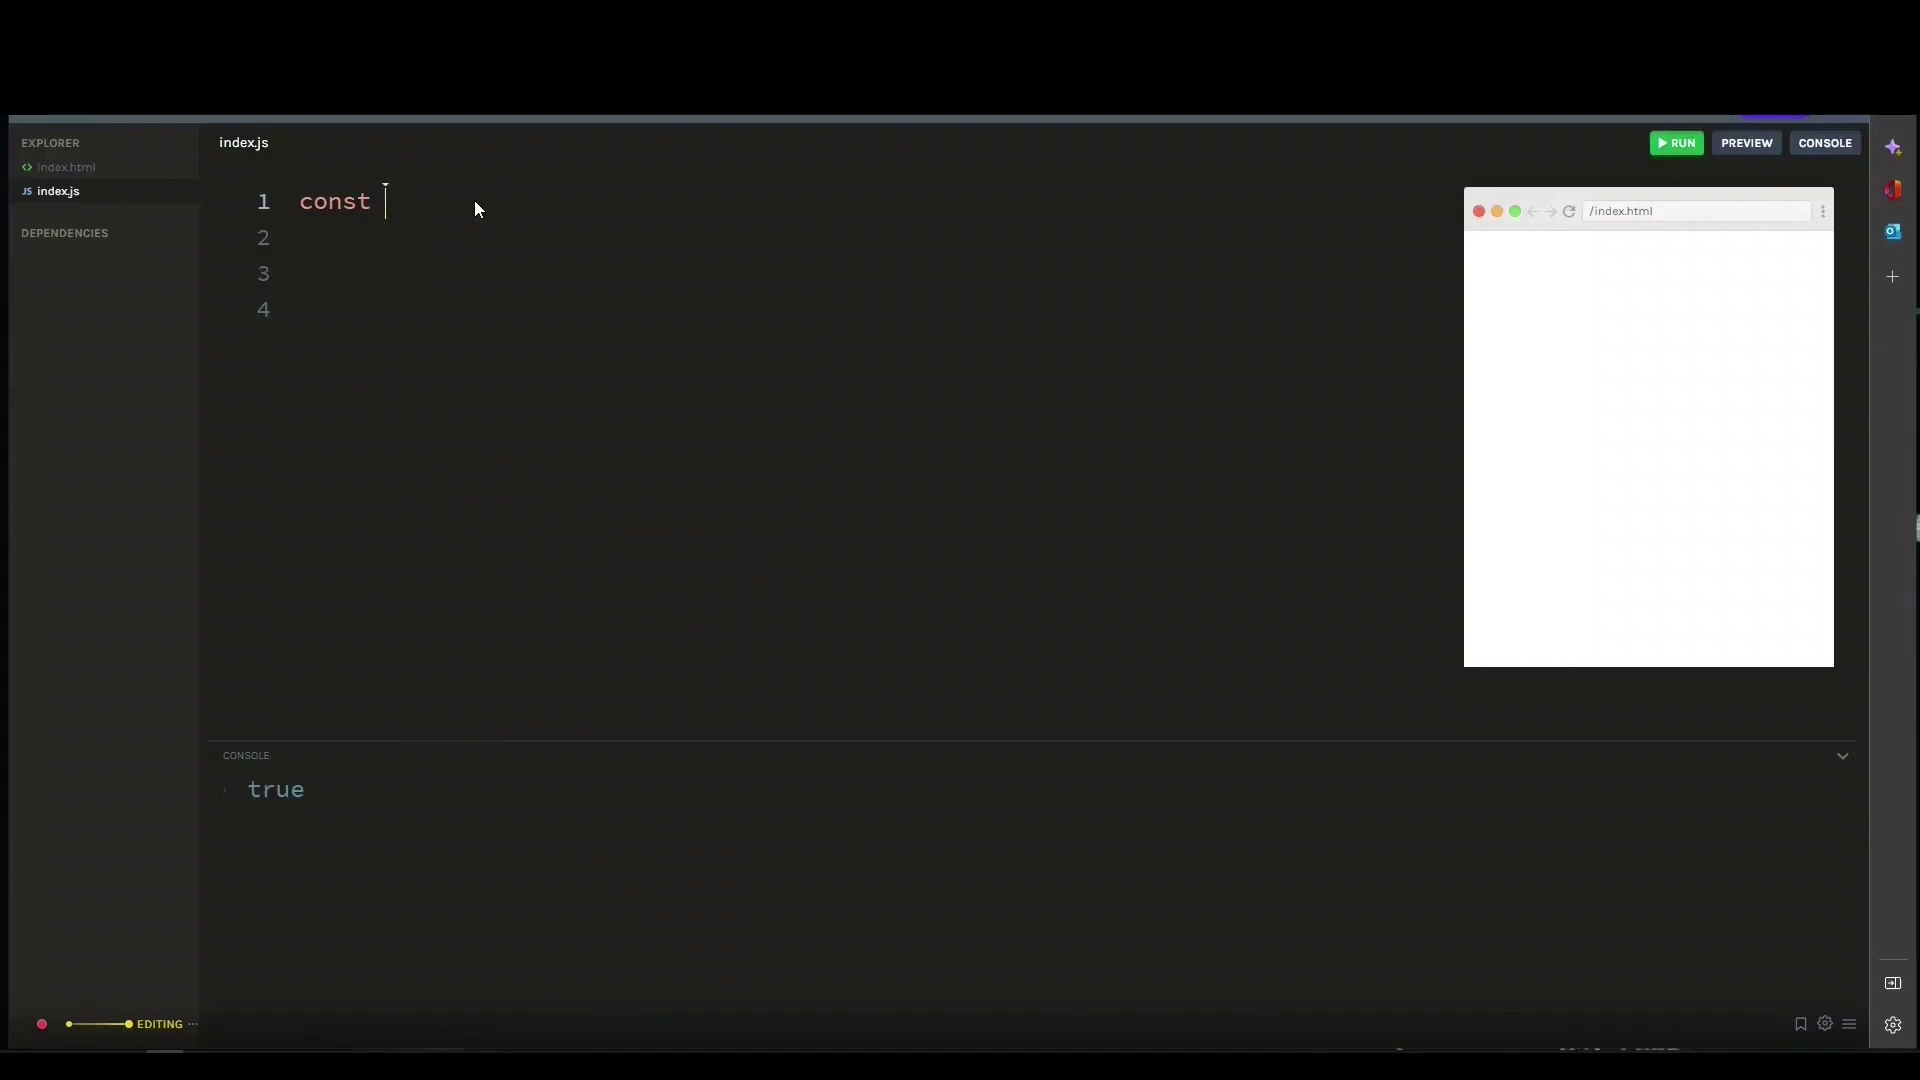 EXPLORER
index.html
JS index.js
DEPENDENCIES
index.js
RUN
PREVIEW
CONSOLE
1 const
2
3
4
/index.html
CONSOLE
true
EDITING ...